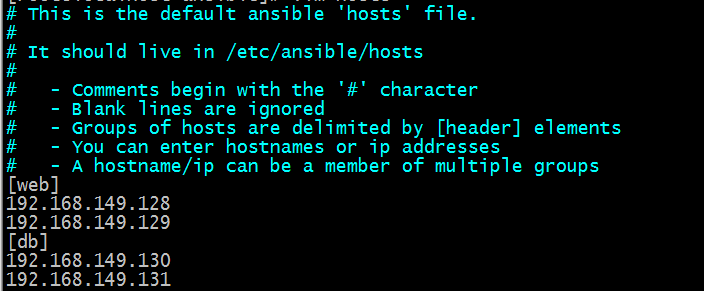 # This is the default ansible 'hosts' file.
#
# It should live in /etc/ansible/hosts
#
#   - Comments begin with the '#' character
#   - Blank lines are ignored
#   - Groups of hosts are delimited by [header] elements
#   - You can enter hostnames or ip addresses
#   - A hostname/ip can be a member of multiple groups
[web]
192.168.149.128
192.168.149.129
[db]
192.168.149.130
192.168.149.131